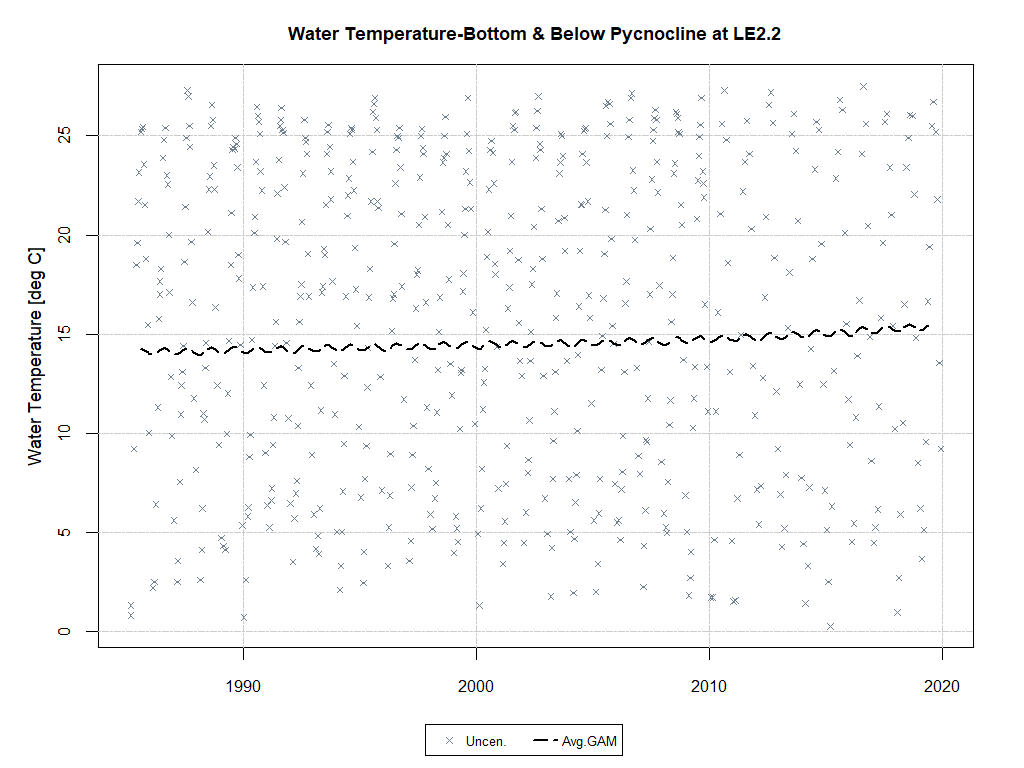 Water Temperature-Bottom & Below Pycnocline at LE2.2
Water Temperature [deg C]
25
20
15
10
5
0
1990
2000
2010
2020
Uncen.
Avg.GAM